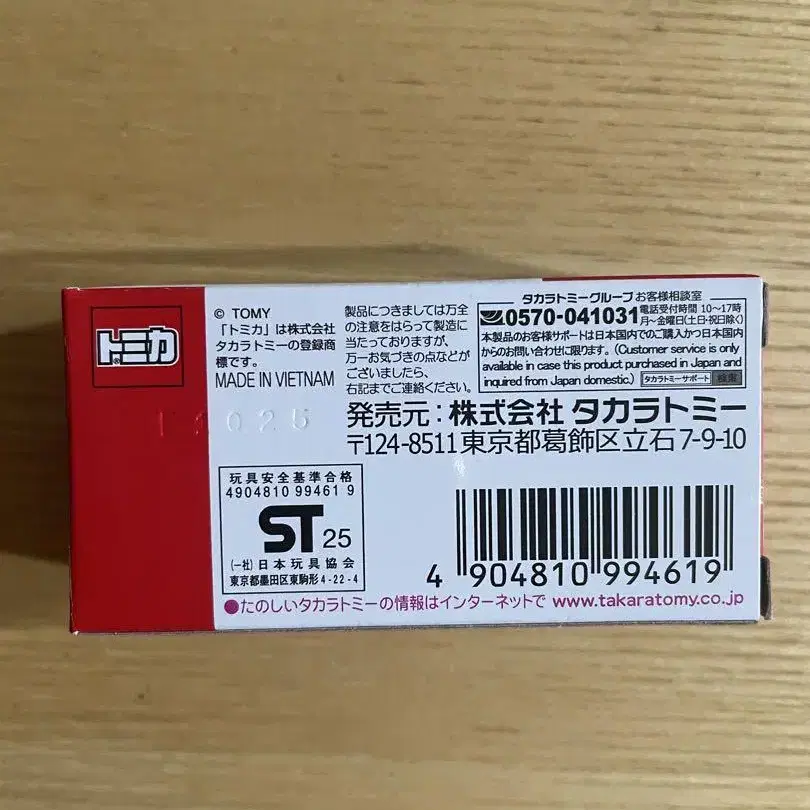 トミカ
®
© TOMY
「トミカ」は株式会社
タカラトミーの登録商
標です。
MADE IN VIETNAM
製品につきましては万全
の注意をはらって製造に
当たっておりますが、
万一お気づきの点などが
ございましたら、
右記までご連絡ください。
タカラトミーグループ お客様相談室
0570-041031 電話受付時間 10～17時
月～金曜日(土・日・祝日除く)
本製品のお客様サポートは日本国内でのご購入かつ日本国内
からのお問い合わせに限ります。(Customer service is only
available in case this product purchased in Japan and
inquired from Japan domestic.) タカラトミーサポート 検索
発売元：株式会社 タカラトミー
〒124-8511 東京都葛飾区立石 7-9-10
025
玩具安全基準合格
4904810 99461 9
ST 25
(一社)日本玩具協会
東京都墨田区東駒形4-22-4
4 904810 994619
●たのしいタカラトミーの情報はインターネットで www.takaratomy.co.jp